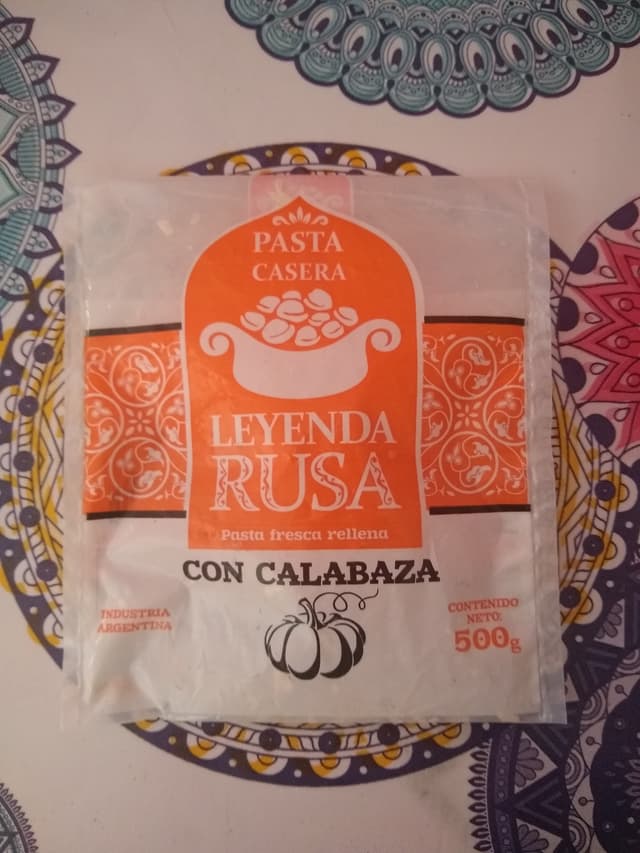 PASTA
CASERA
LEYENDA
RUSA
Pasta fresca rellena
CON CALABAZA
INDUSTRIA
ARGENTINA
CONTENIDO
NETO:
500g